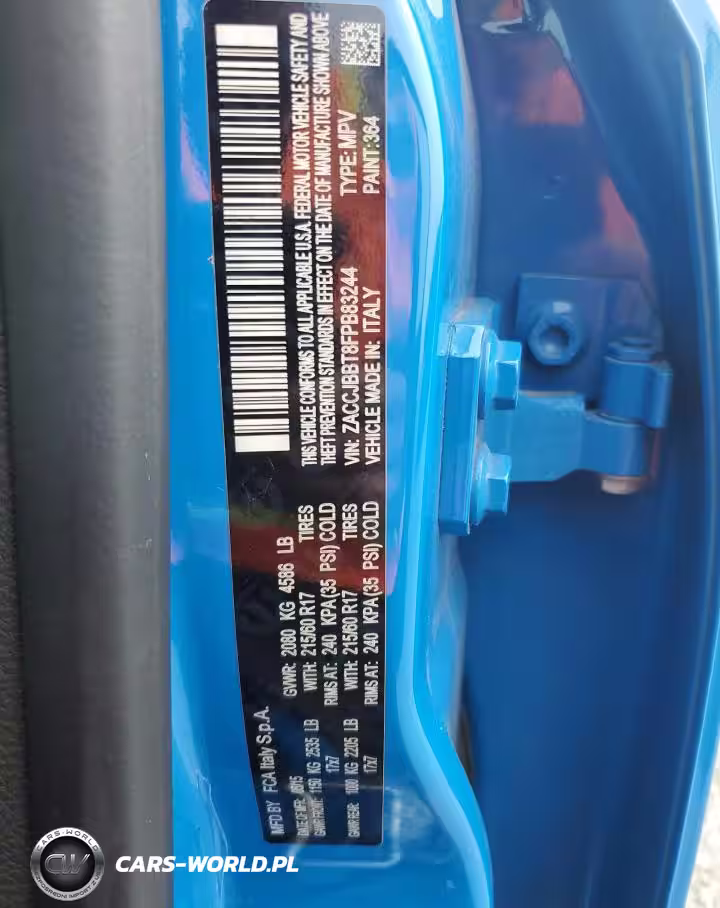 MFD BY FCA Italy S.p.A.
DATE OF MFR.
GVWR: 2080 KG 4586 LB
GAWR FRONT: 1150 KG 2535 LB
WITH: 215/60 R17 TIRES
17x7
RIMS AT: 240 KPA(35 PSI) COLD
GAWR REAR: 1000 KG 2205 LB
WITH: 215/60 R17 TIRES
17x7
RIMS AT: 240 KPA(35 PSI) COLD
THIS VEHICLE CONFORMS TO ALL APPLICABLE U.S.A. FEDERAL MOTOR VEHICLE SAFETY AND
THEFT PREVENTION STANDARDS IN EFFECT ON THE DATE OF MANUFACTURE SHOWN ABOVE
VIN: ZACCJBBT8FPB83244 TYPE: MPV
VEHICLE MADE IN: ITALY PAINT: 364
CW
CARS-WORLD.PL